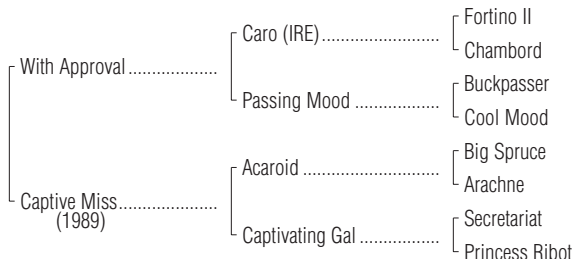 Fortino II
Caro (IRE)........................
Chambord
With Approval..................
Buckpasser
Passing Mood .................
Cool Mood
Big Spruce
Acaroid ...........................
Arachne
Captive Miss....................
(1989)
Secretariat
Captivating Gal ................
Princess Ribot